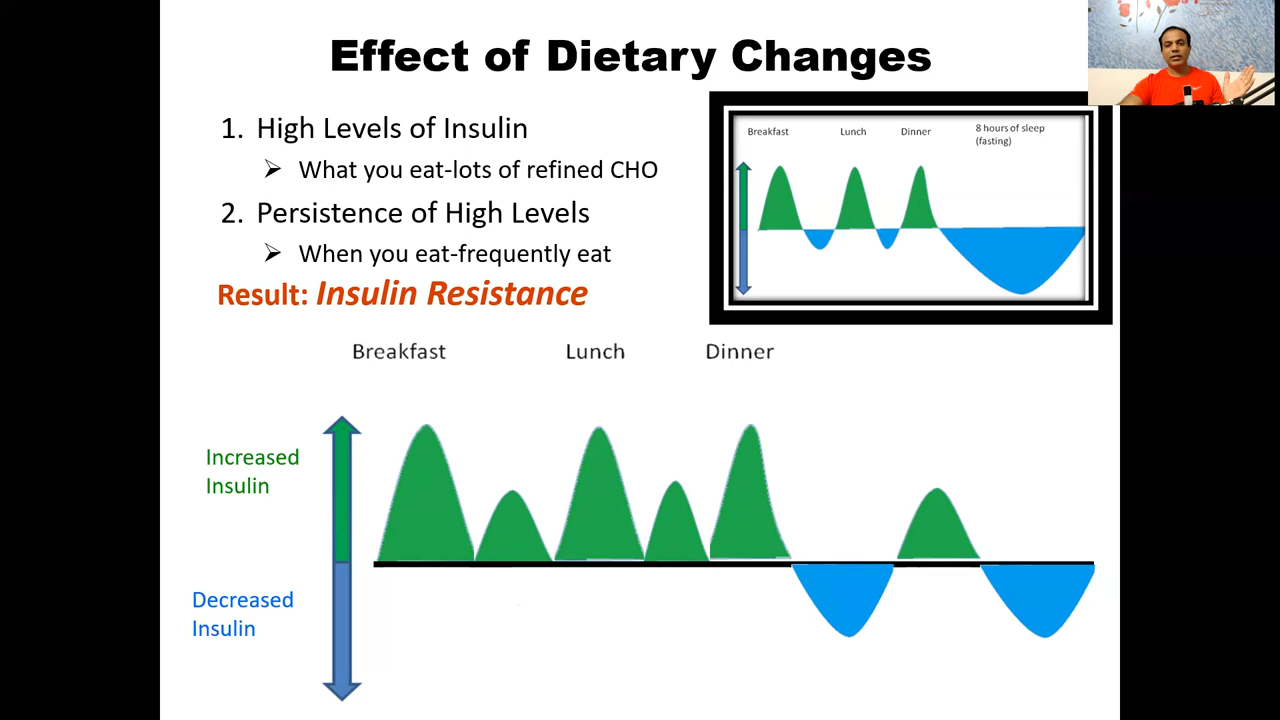 Effect of Dietary Changes
1. High Levels of Insulin
➢ What you eat-lots of refined CHO
2. Persistence of High Levels
➢ When you eat-frequently eat
Result: Insulin Resistance
Breakfast Lunch Dinner 8 hours of sleep
(fasting)
Breakfast Lunch Dinner
Increased
Insulin
Decreased
Insulin